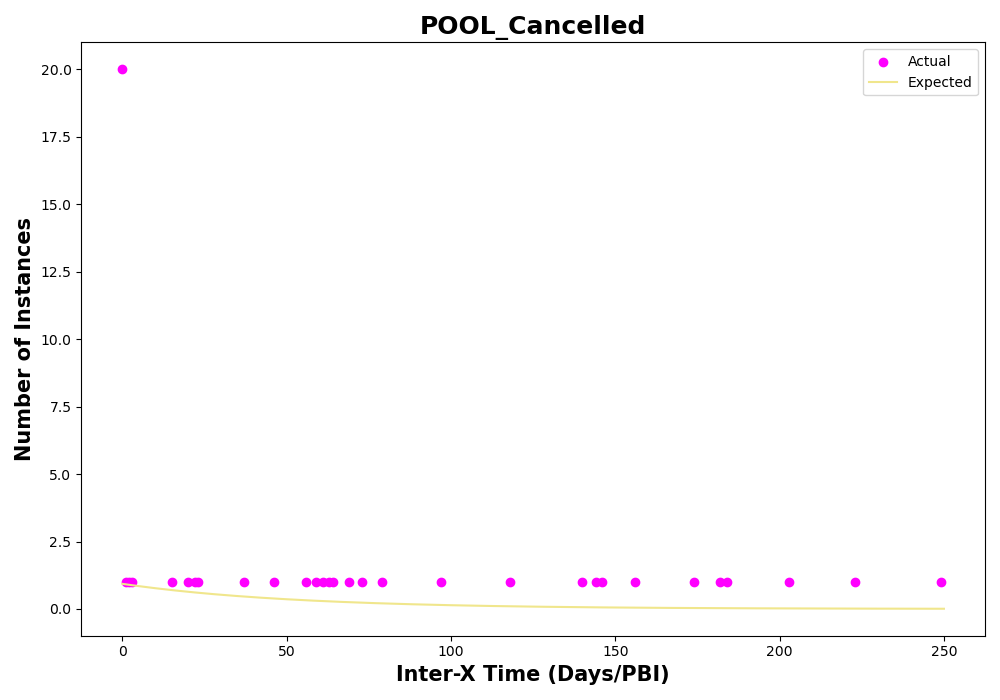 POOL_Cancelled
Actual
Expected
20.0
17.5
15.0
12.5
10.0
7.5
5.0
2.5
0.0
Number of Instances
0 50 100 150 200 250
Inter-X Time (Days/PBI)